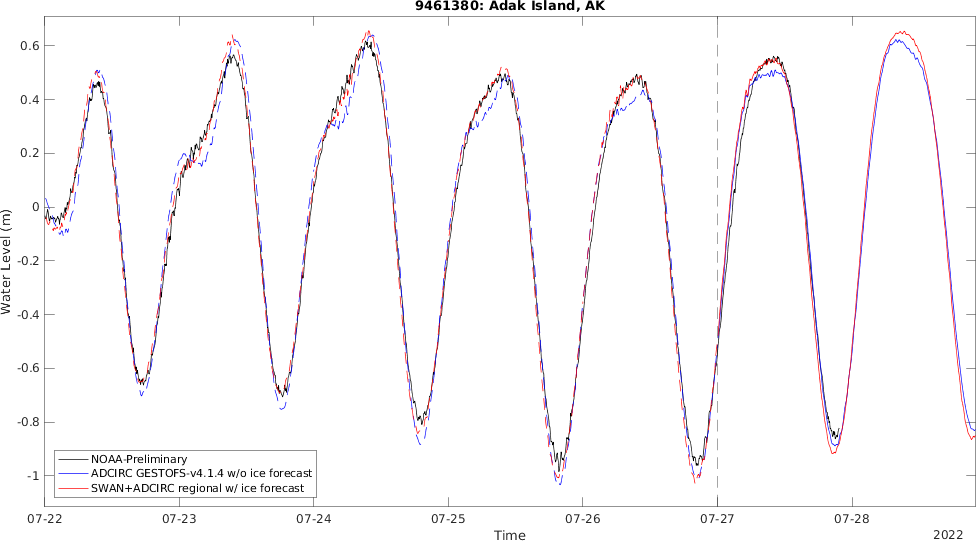 9461380: Adak Island, AK
0.6
0.4
0.2
0
-0.2
-0.4
-0.6
-0.8
-1
Water Level (m)
NOAA-Preliminary
ADCIRC GESTOFS-v4.1.4 w/o ice forecast
SWAN+ADCIRC regional w/ ice forecast
07-22 07-23 07-24 07-25 07-26 07-27 07-28
Time
2022